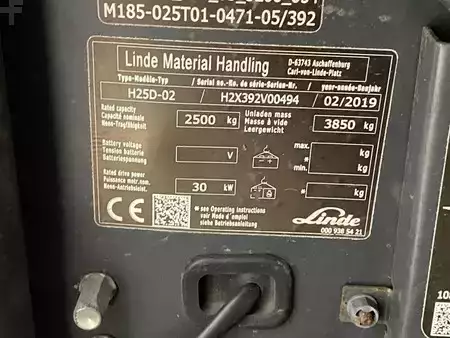 M185-025T01-0471-05/392
Linde Material Handling
D-63743 Aschaffenburg
Carl-von-Linde-Platz
Type-Modèle-Typ / Serial no.-No. de série-Serien-Nr. / year-année-Baujahr
H25D-02 H2X392V00494 02/2019
Rated capacity
Capacité nominale
Nenn-Tragfähigkeit
2500 kg
Unladen mass
Masse à vide
Leergewicht
3850 kg
Battery voltage
Tension batterie
Batteriespannung
V
max. kg
*
min. kg
Rated drive power
Puissance motr.nom.
Nenn-Antriebsleist.
30 kW
* kg
CE
* see Operating instructions
voir Mode d'emploi
siehe Betriebsanleitung
Linde
000 938 54 21